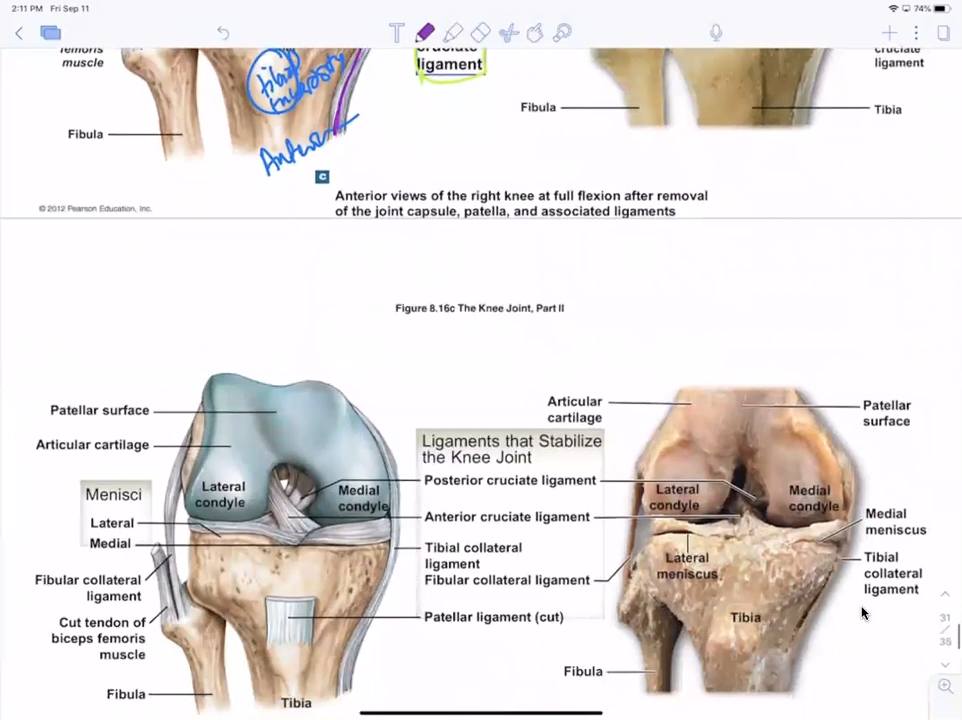 2:11 PM Fri Sep 11
74%
T
femoris
muscle
tibial
tuberosity
cruciate
ligament
cruciate
ligament
Fibula
Tibia
Fibula
C
Anterior views of the right knee at full flexion after removal
of the joint capsule, patella, and associated ligaments
© 2012 Pearson Education, Inc.
Figure 8.16c The Knee Joint, Part II
Patellar surface
Articular cartilage
Menisci
Lateral
Medial
Fibular collateral
ligament
Cut tendon of
biceps femoris
muscle
Fibula
Lateral
condyle
Medial
condyle
Tibia
Ligaments that Stabilize
the Knee Joint
Posterior cruciate ligament
Anterior cruciate ligament
Tibial collateral
ligament
Fibular collateral ligament
Patellar ligament (cut)
Articular
cartilage
Patellar
surface
Lateral
condyle
Medial
condyle
Medial
meniscus
Lateral
meniscus
Tibial
collateral
ligament
Tibia
Fibula
31
35